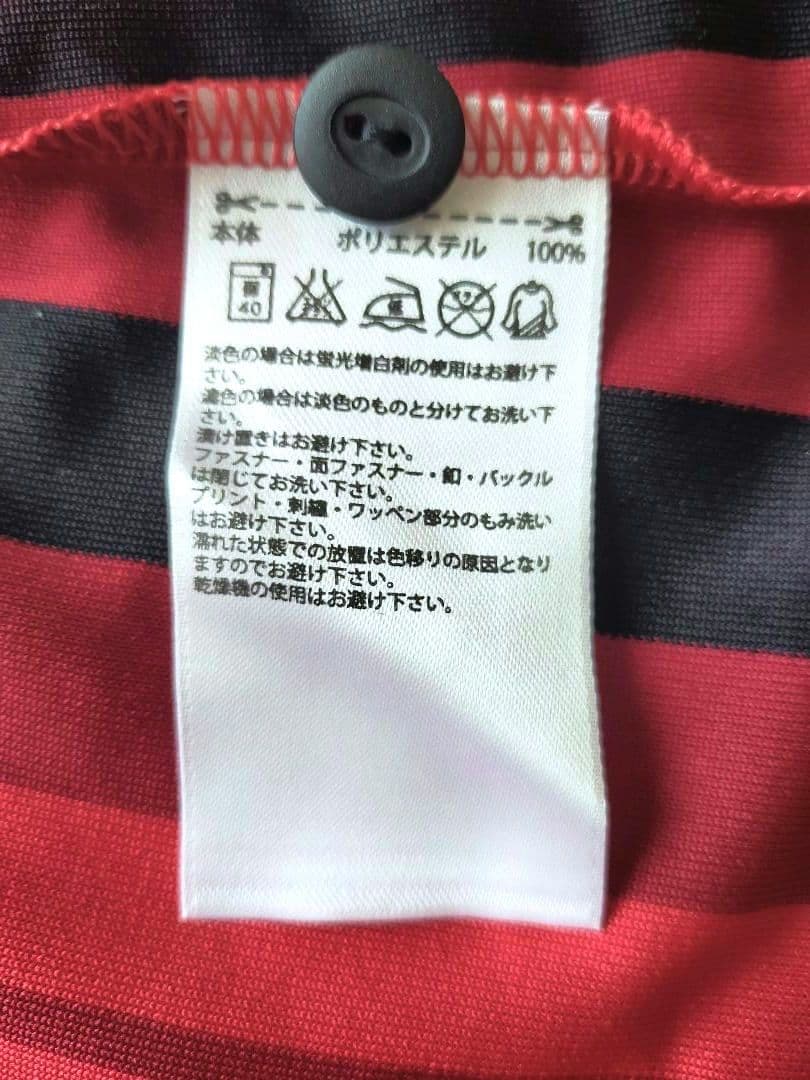 本体 ポリエステル 100%
40 低
淡色の場合は蛍光増白剤の使用はお避け下
さい。
濃色の場合は淡色のものと分けてお洗い下
さい。
漬け置きはお避け下さい。
ファスナー・面ファスナー・釦・バックル
は閉じてお洗い下さい。
プリント・刺繍・ワッペン部分のもみ洗い
はお避け下さい。
濡れた状態での放置は色移りの原因となり
ますのでお避け下さい。
乾燥機の使用はお避け下さい。